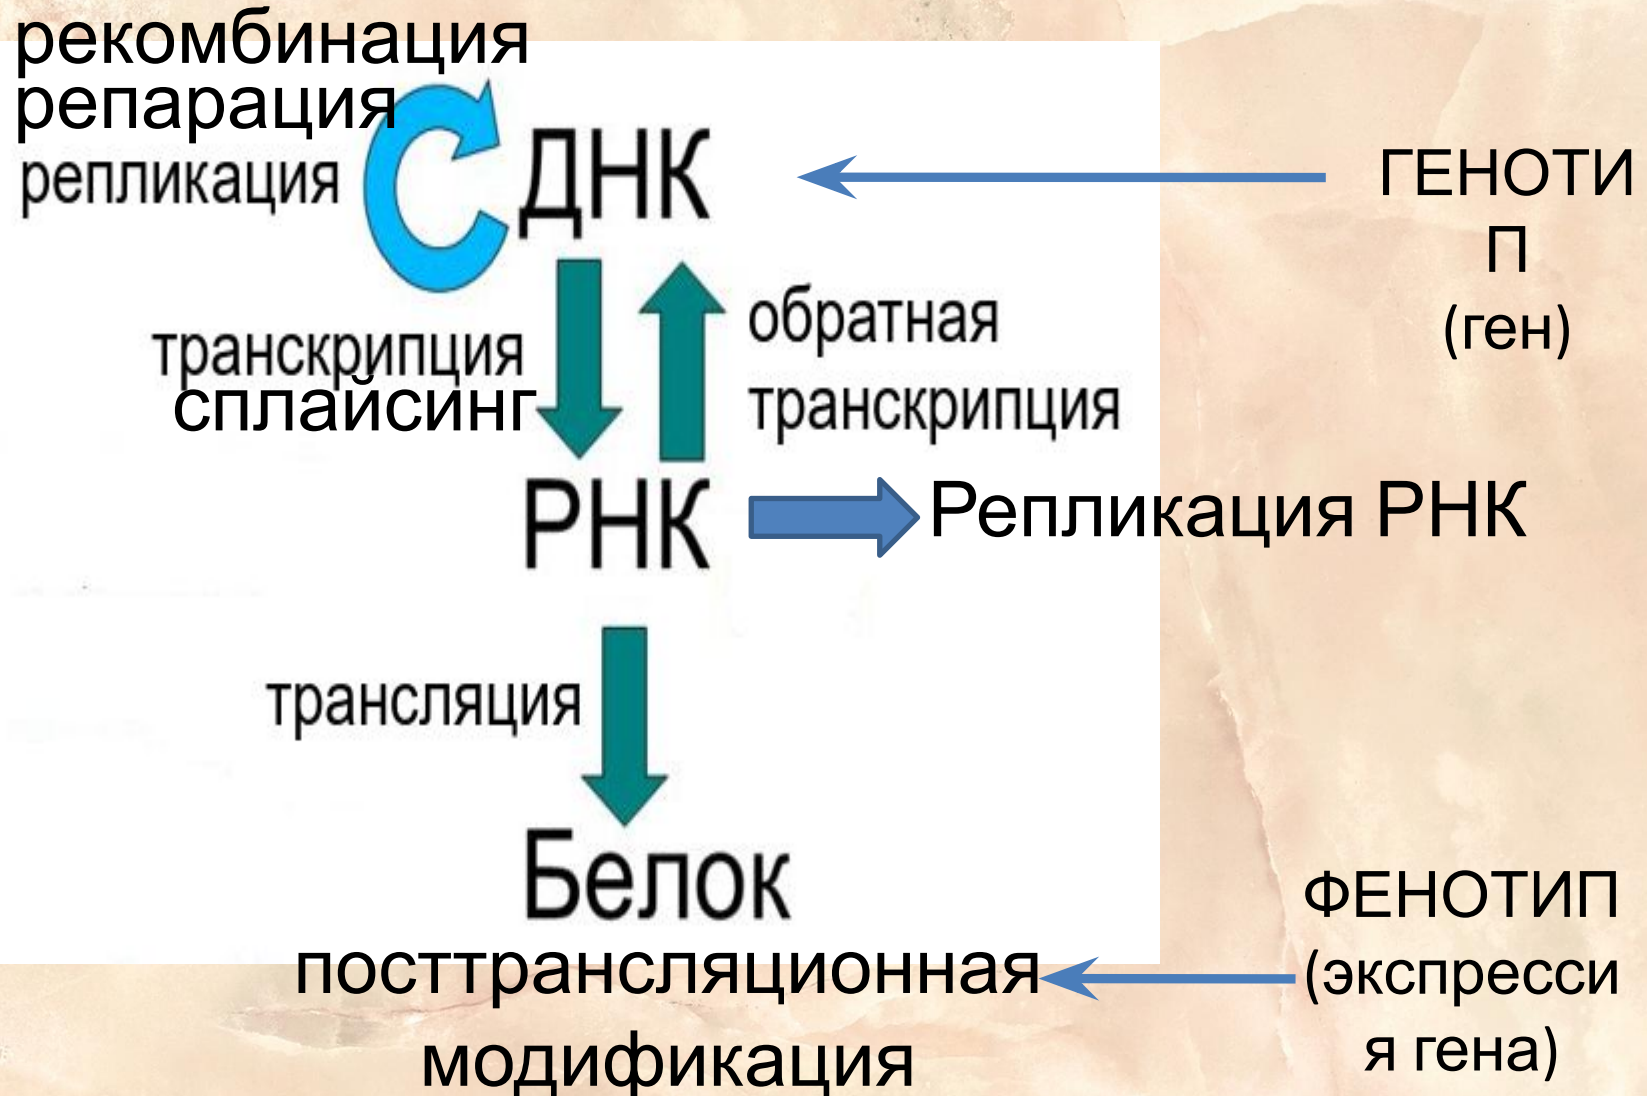 рекомбинация
репарация
репликация
ДНК
ГЕНОТИ
П
(ген)
транскрипция
сплайсинг
обратная
транскрипция
РНК
Репликация РНК
трансляция
Белок
посттрансляционная
модификация
ФЕНОТИП
(экспресси
я гена)